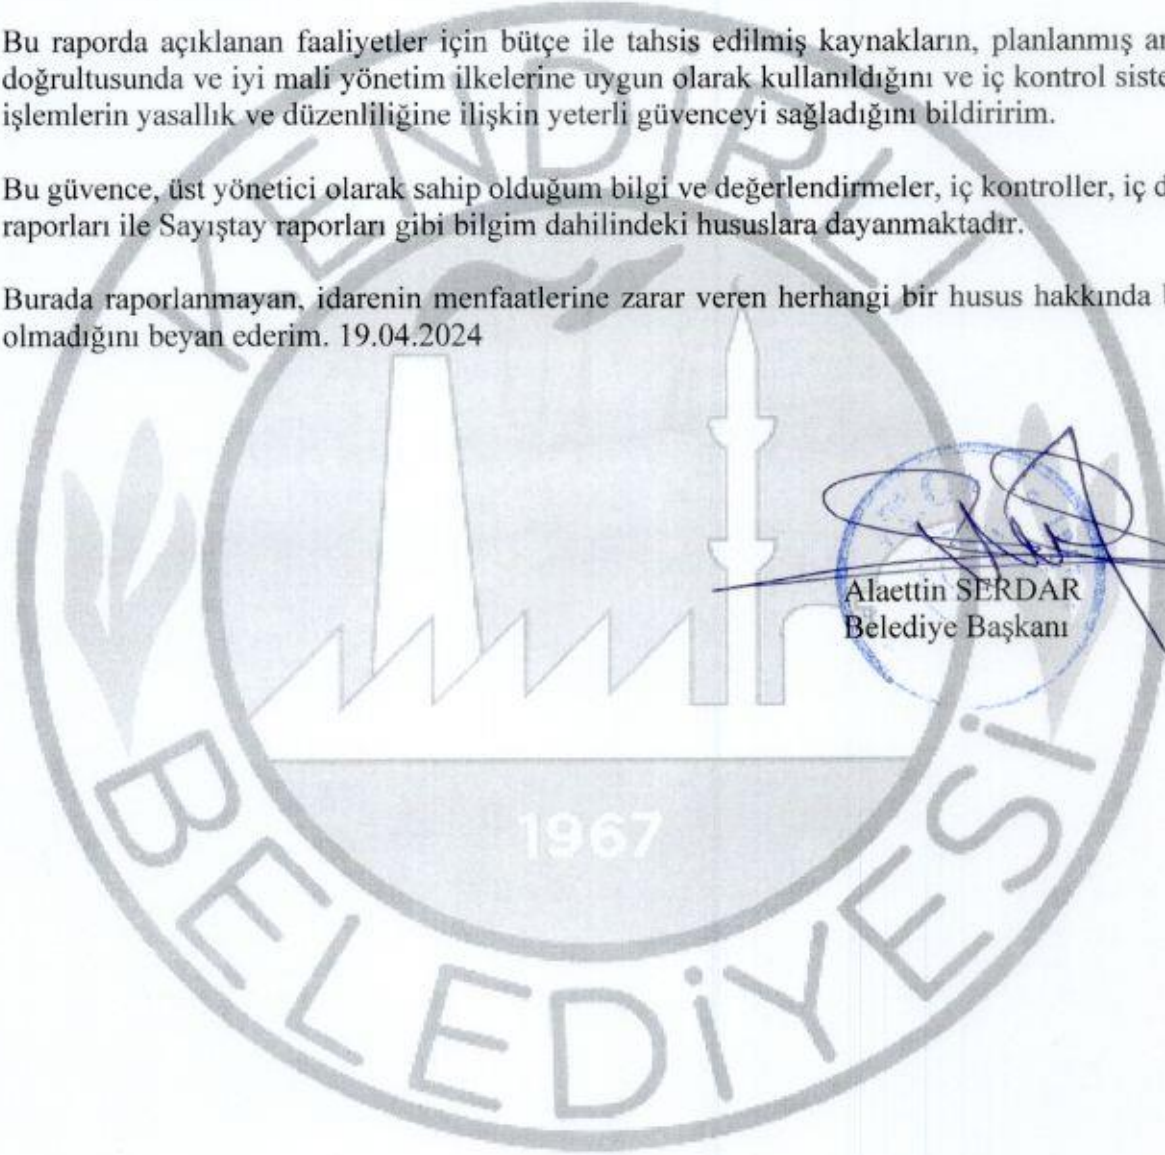 Bu raporda açıklanan faaliyetler için bütçe ile tahsis edilmiş kaynakların, planlanmış
doğrultusunda ve iyi mali yönetim ilkelerine uygun olarak kullanıldığını ve iç kontrol
işlemlerin yasallık ve düzenliliğine ilişkin yeterli güvenceyi sağladığını bildiririm.
Bu güvence, üst yönetici olarak sahip olduğum bilgi ve değerlendirmeler, iç kontroller, iç
raporları ile Sayıştay raporları gibi bilgim dahilindeki hususlara dayanmaktadır.
Burada raporlanmayan, idarenin menfaatlerine zarar veren herhangi bir husus hakkında
olmadığını beyan ederim. 19.04.2024
Alaettin SERDAR
Belediye Başkanı
1967
BELEDİYESİ